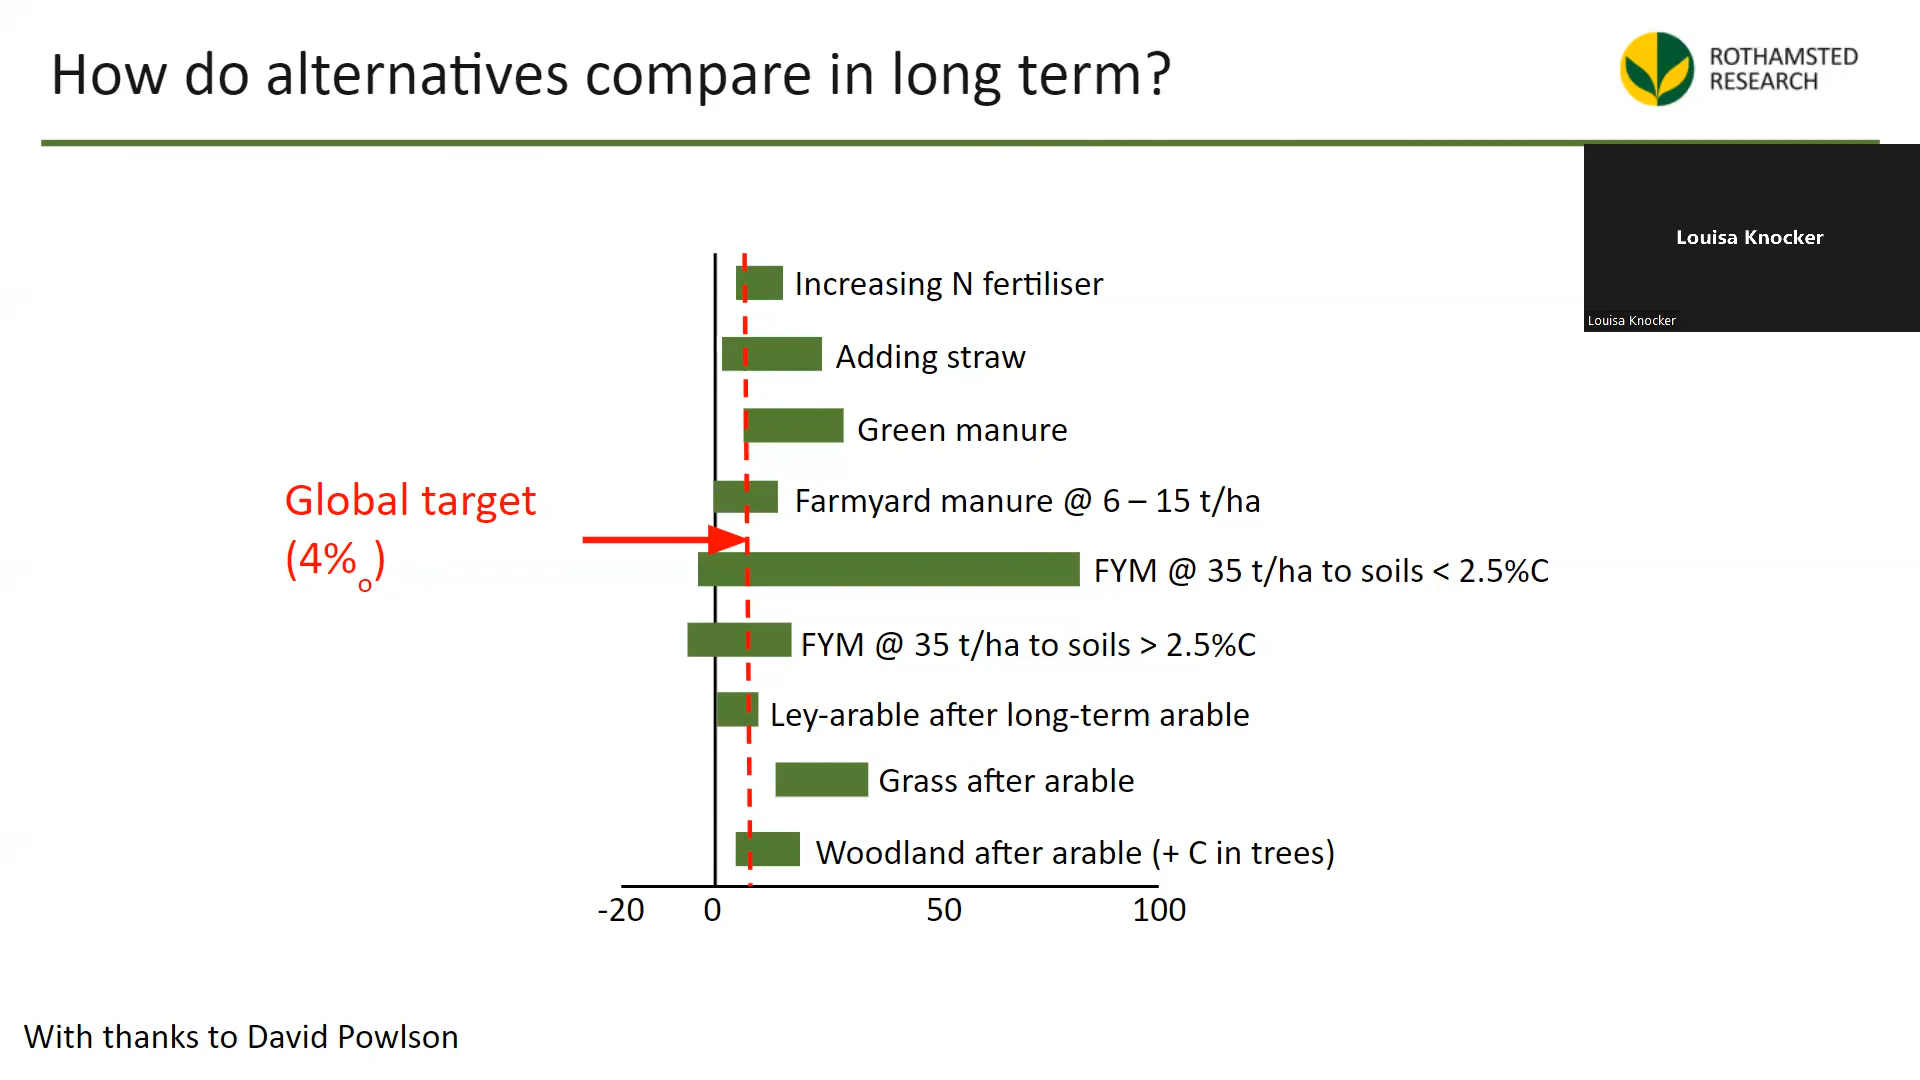 How do alternatives compare in long term?
ROTHAMSTED
RESEARCH
Louisa Knocker
Louisa Knocker
Increasing N fertiliser
Adding straw
Green manure
Global target
(4%o)
Farmyard manure @ 6 – 15 t/ha
FYM @ 35 t/ha to soils < 2.5%C
FYM @ 35 t/ha to soils > 2.5%C
Ley-arable after long-term arable
Grass after arable
Woodland after arable (+ C in trees)
-20 0 50 100
With thanks to David Powlson